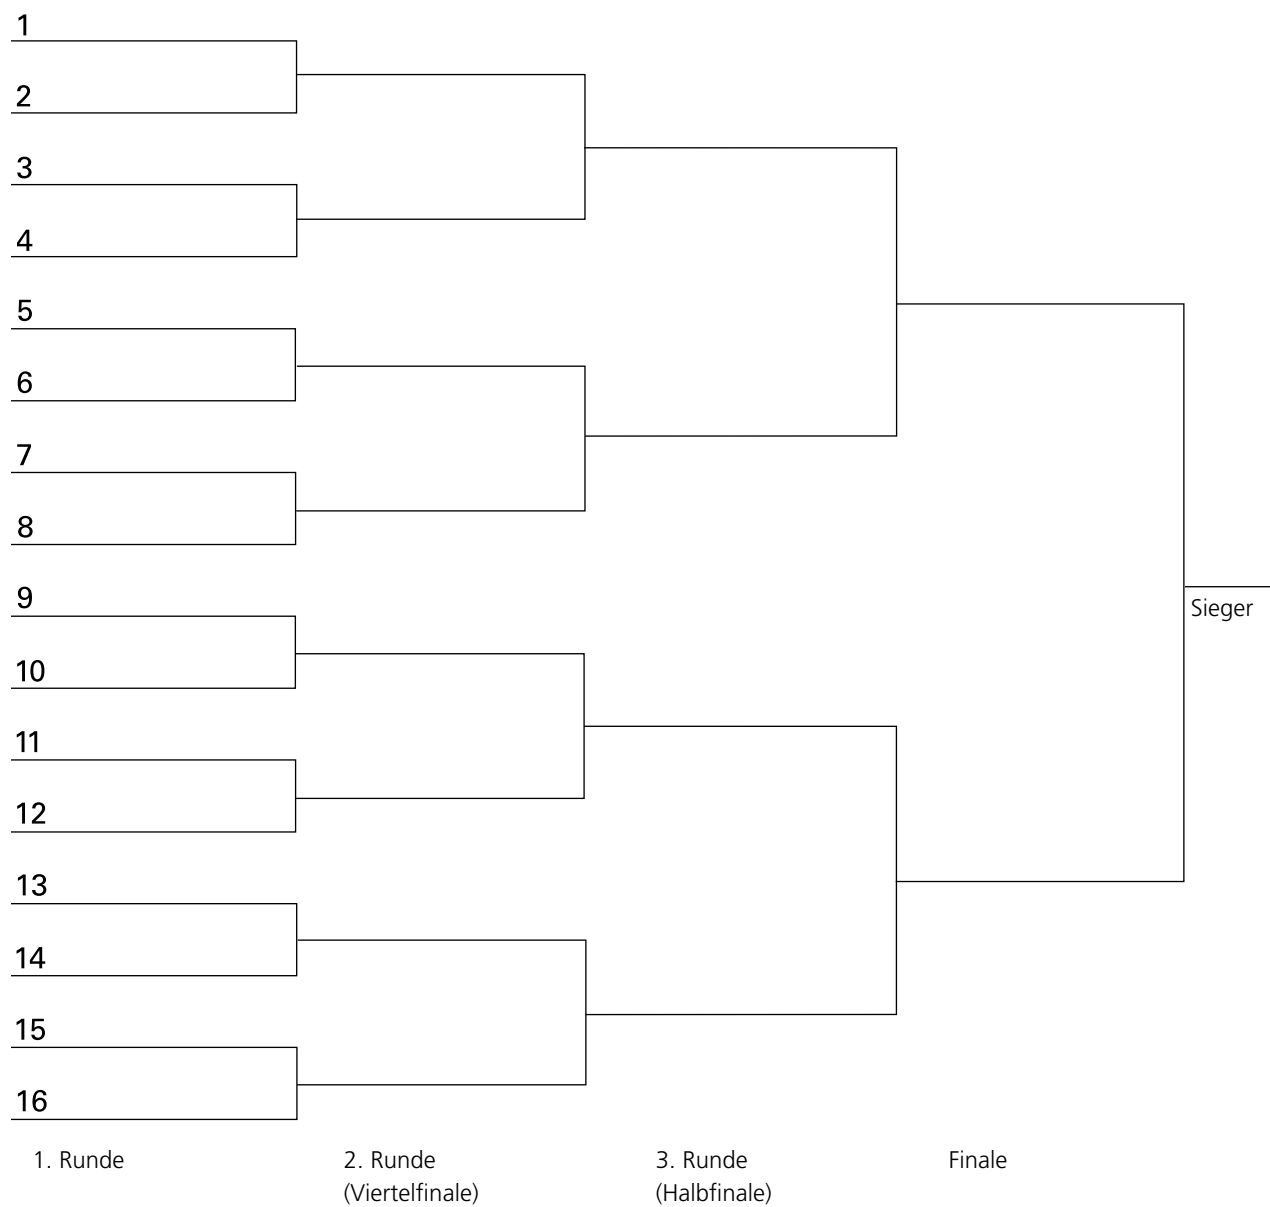 1
2
3
4
5
6
7
8
9
10
11
12
13
14
15
16
Sieger
1. Runde
2. Runde
(Viertelfinale)
3. Runde
(Halbfinale)
Finale